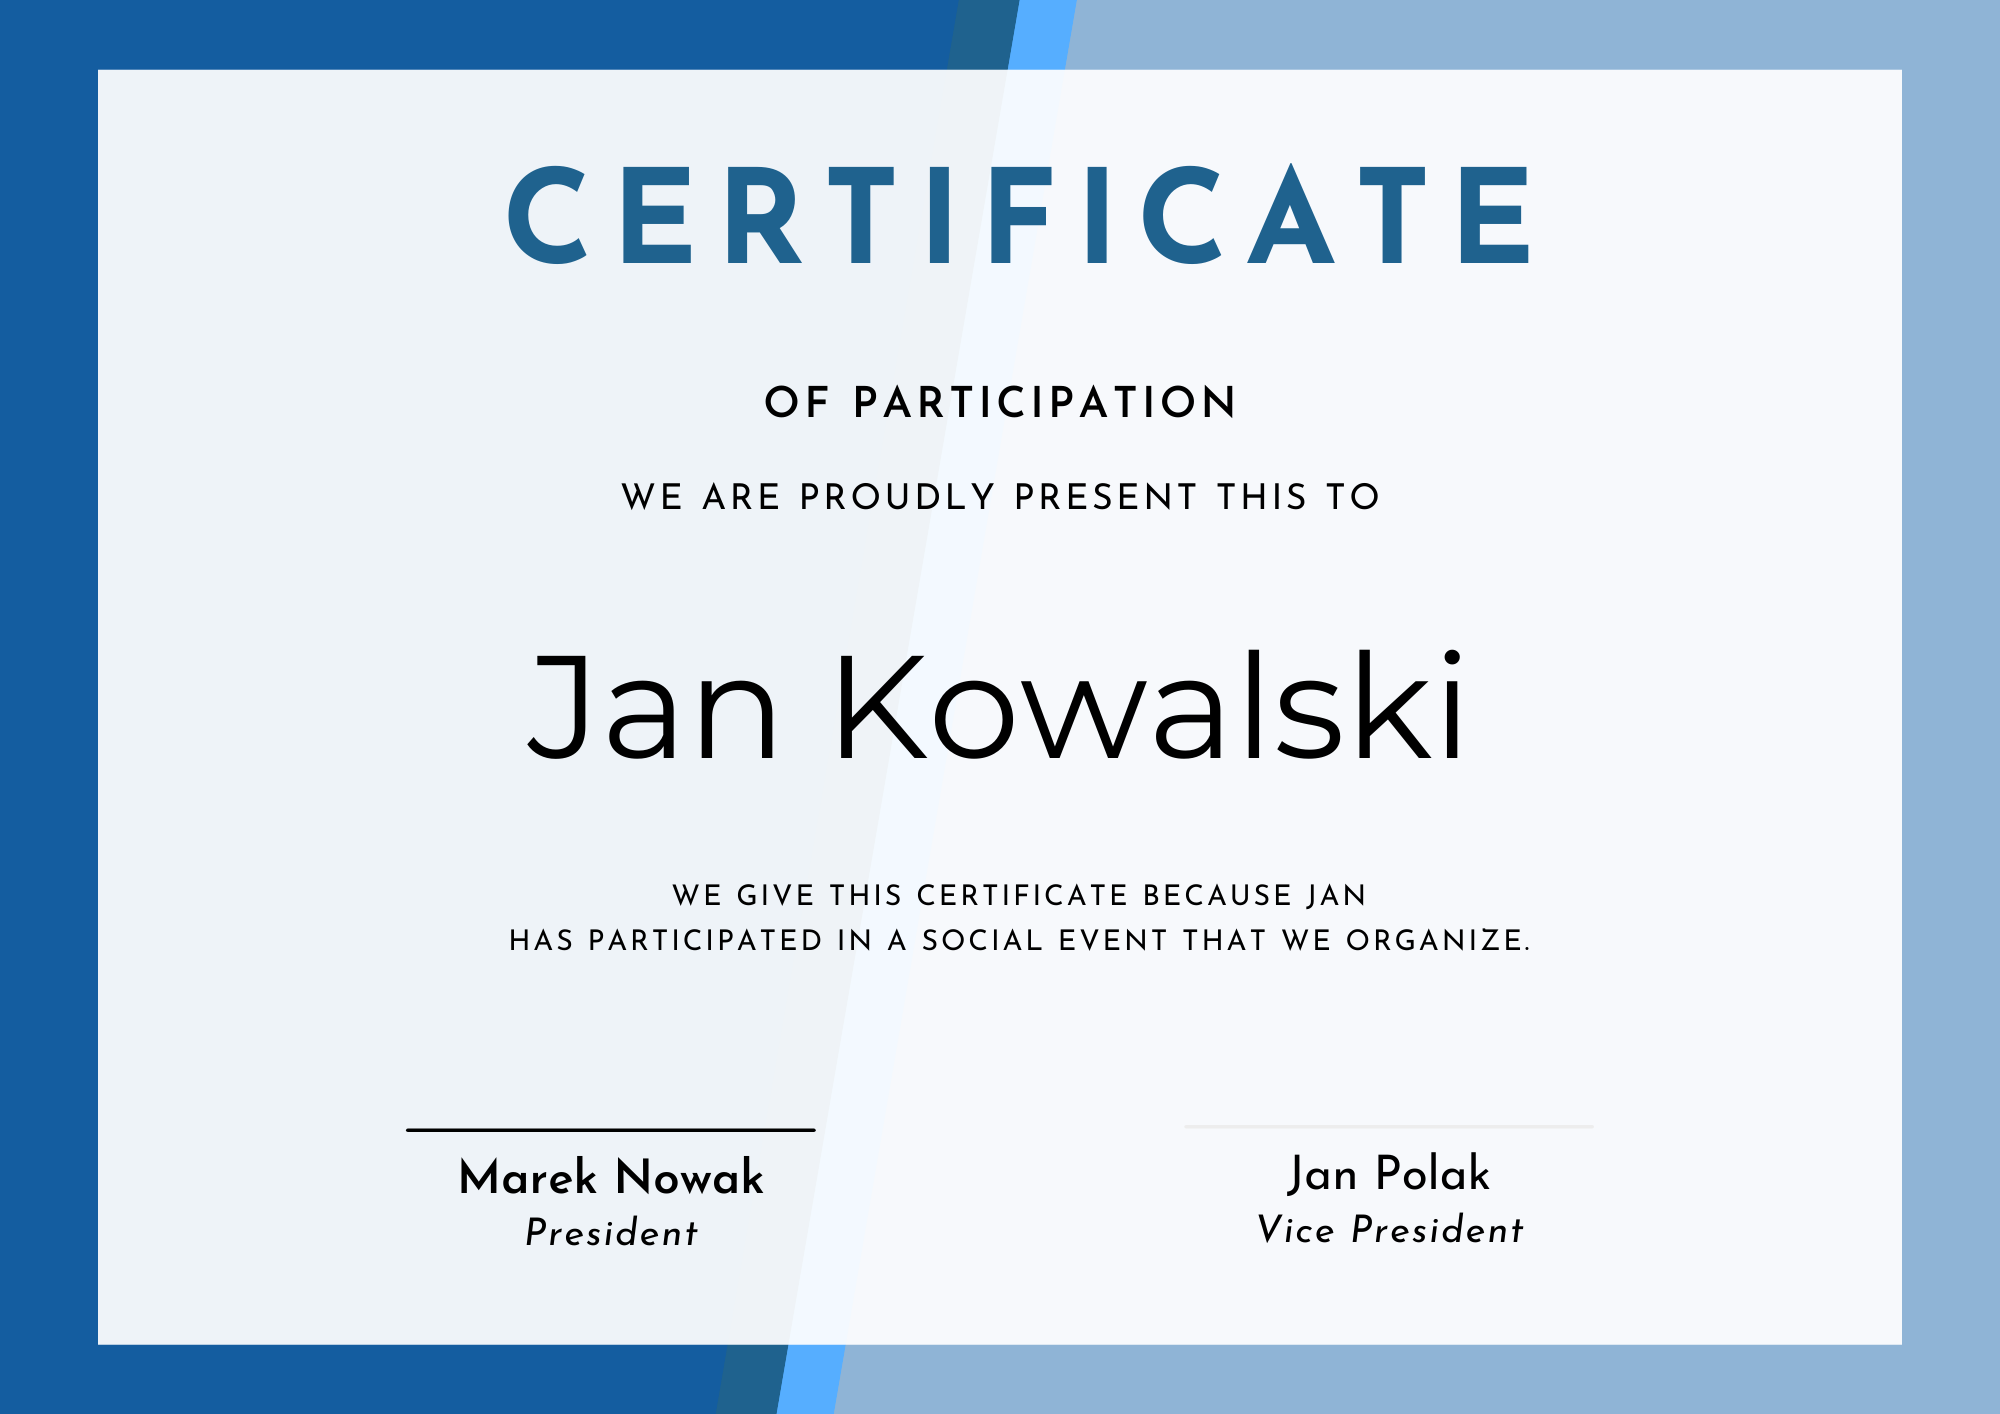 CERTIFICATE
OF PARTICIPATION
WE ARE PROUDLY PRESENT THIS TO
Jan Kowalski
WE GIVE THIS CERTIFICATE BECAUSE JAN
HAS PARTICIPATED IN A SOCIAL EVENT THAT WE ORGANIZE.
Marek Nowak
President
Jan Polak
Vice President